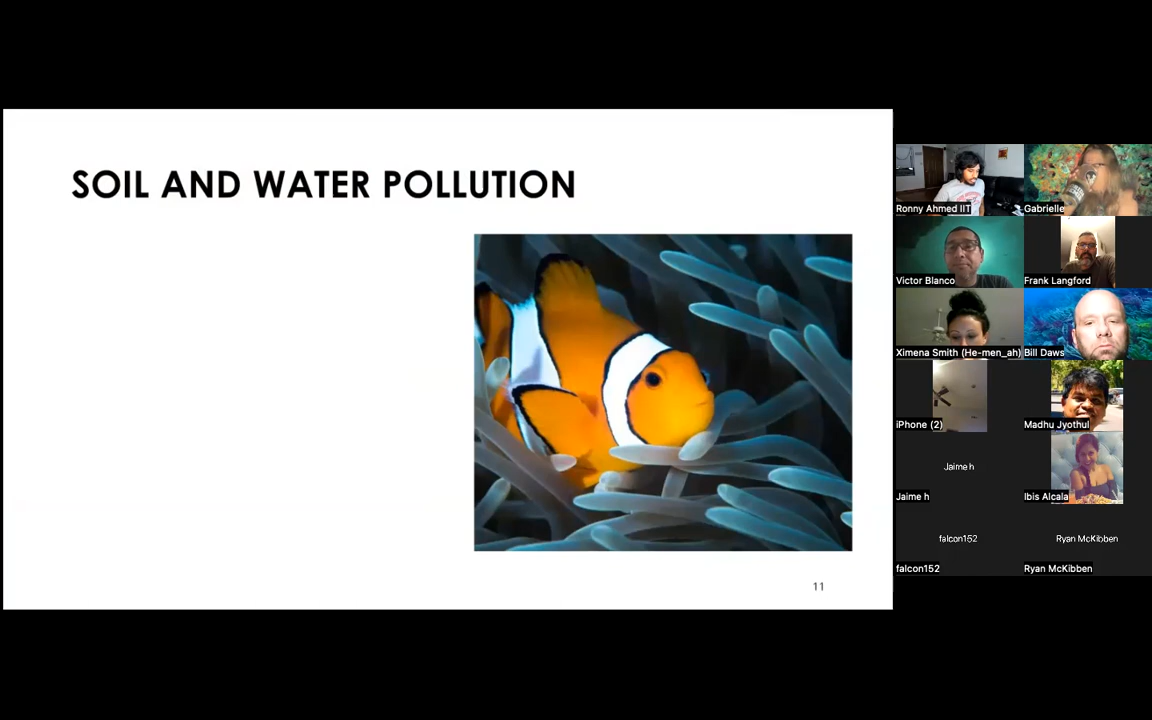 SOIL AND WATER POLLUTION
11
Ronny Ahmed IIT
Gabrielle
Victor Blanco
Frank Langford
Ximena Smith (He-men_ah)
Bill Daws
iPhone (2)
Madhu Jyothul
Jaime h
Jaime h
Ibis Alcala
falcon152
Ryan McKibben
falcon152
Ryan McKibben